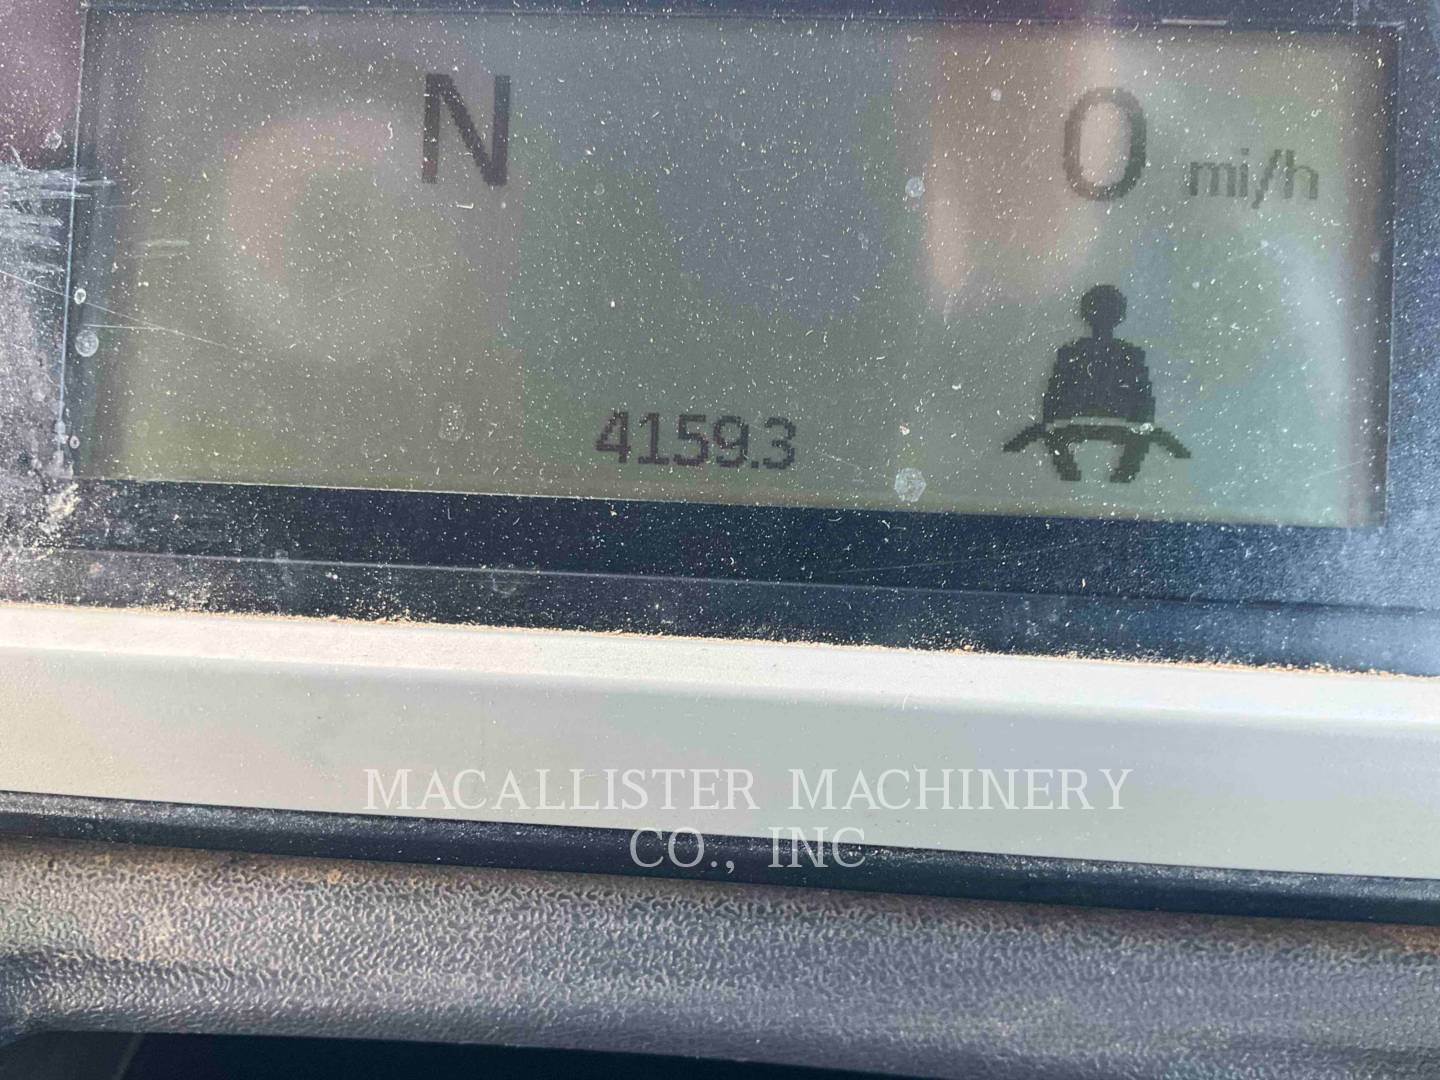 N 0 mi/h
4159.3
MACALLISTER MACHINERY
CO., INC